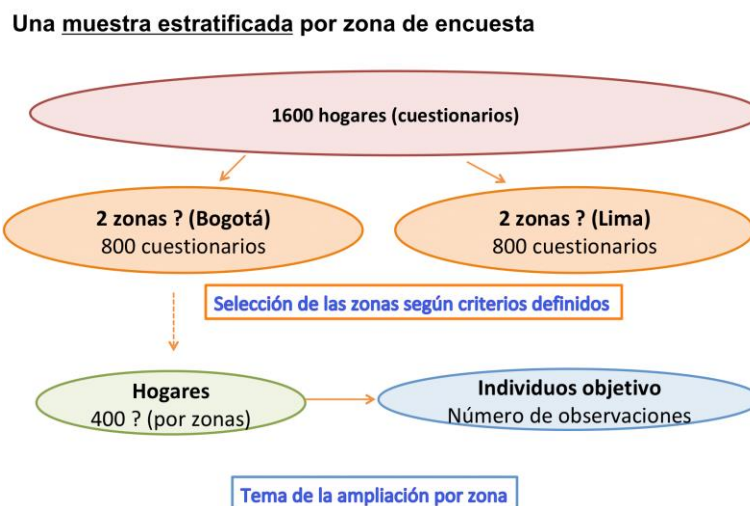 Una muestra estratificada por zona de encuesta
1600 hogares (cuestionarios)
2 zonas ? (Bogotá)
800 cuestionarios
2 zonas ? (Lima)
800 cuestionarios
Selección de las zonas según criterios definidos
Hogares
400 ? (por zonas)
Individuos objetivo
Número de observaciones
Tema de la ampliación por zona